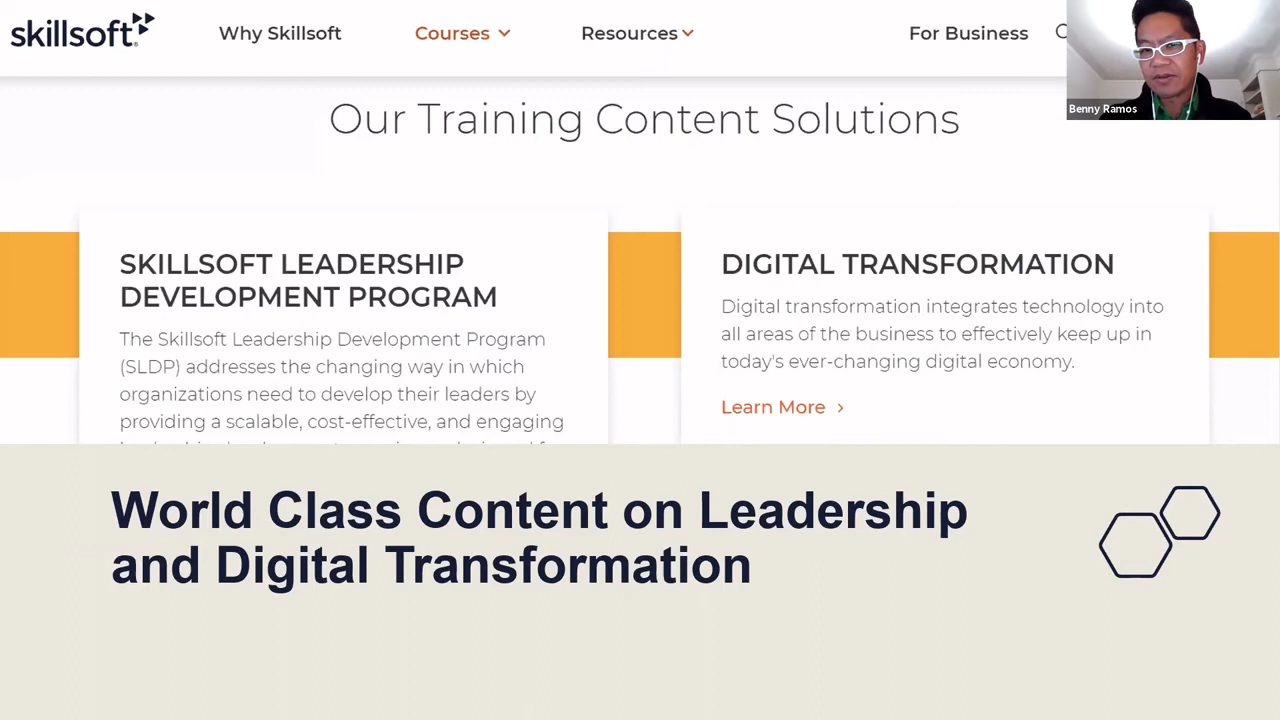 skillsoft
Why Skillsoft
Courses
Resources
For Business
Benny Ramos
Our Training Content Solutions
SKILLSOFT LEADERSHIP
DEVELOPMENT PROGRAM
The Skillsoft Leadership Development Program
(SLDP) addresses the changing way in which
organizations need to develop their leaders by
providing a scalable, cost-effective, and engaging
DIGITAL TRANSFORMATION
Digital transformation integrates technology into
all areas of the business to effectively keep up in
today's ever-changing digital economy.
Learn More
World Class Content on Leadership
and Digital Transformation